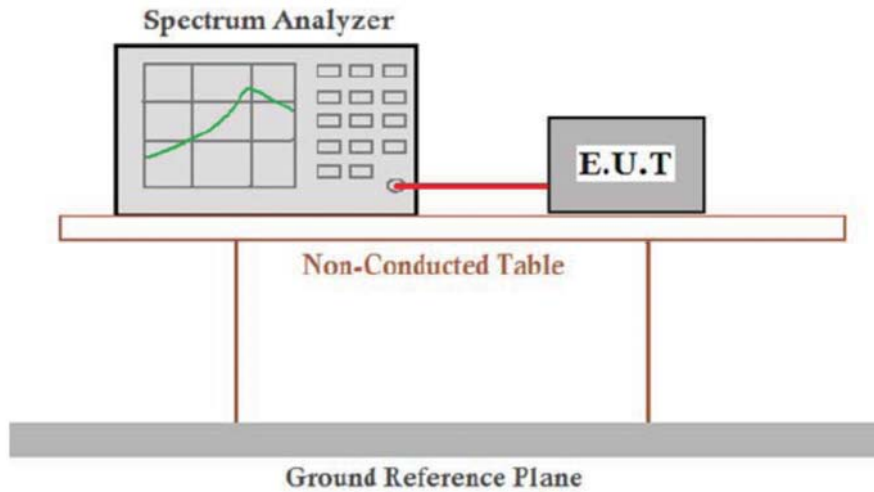 Spectrum Analyzer
E.U.T
Non-Conducted Table
Ground Reference Plane